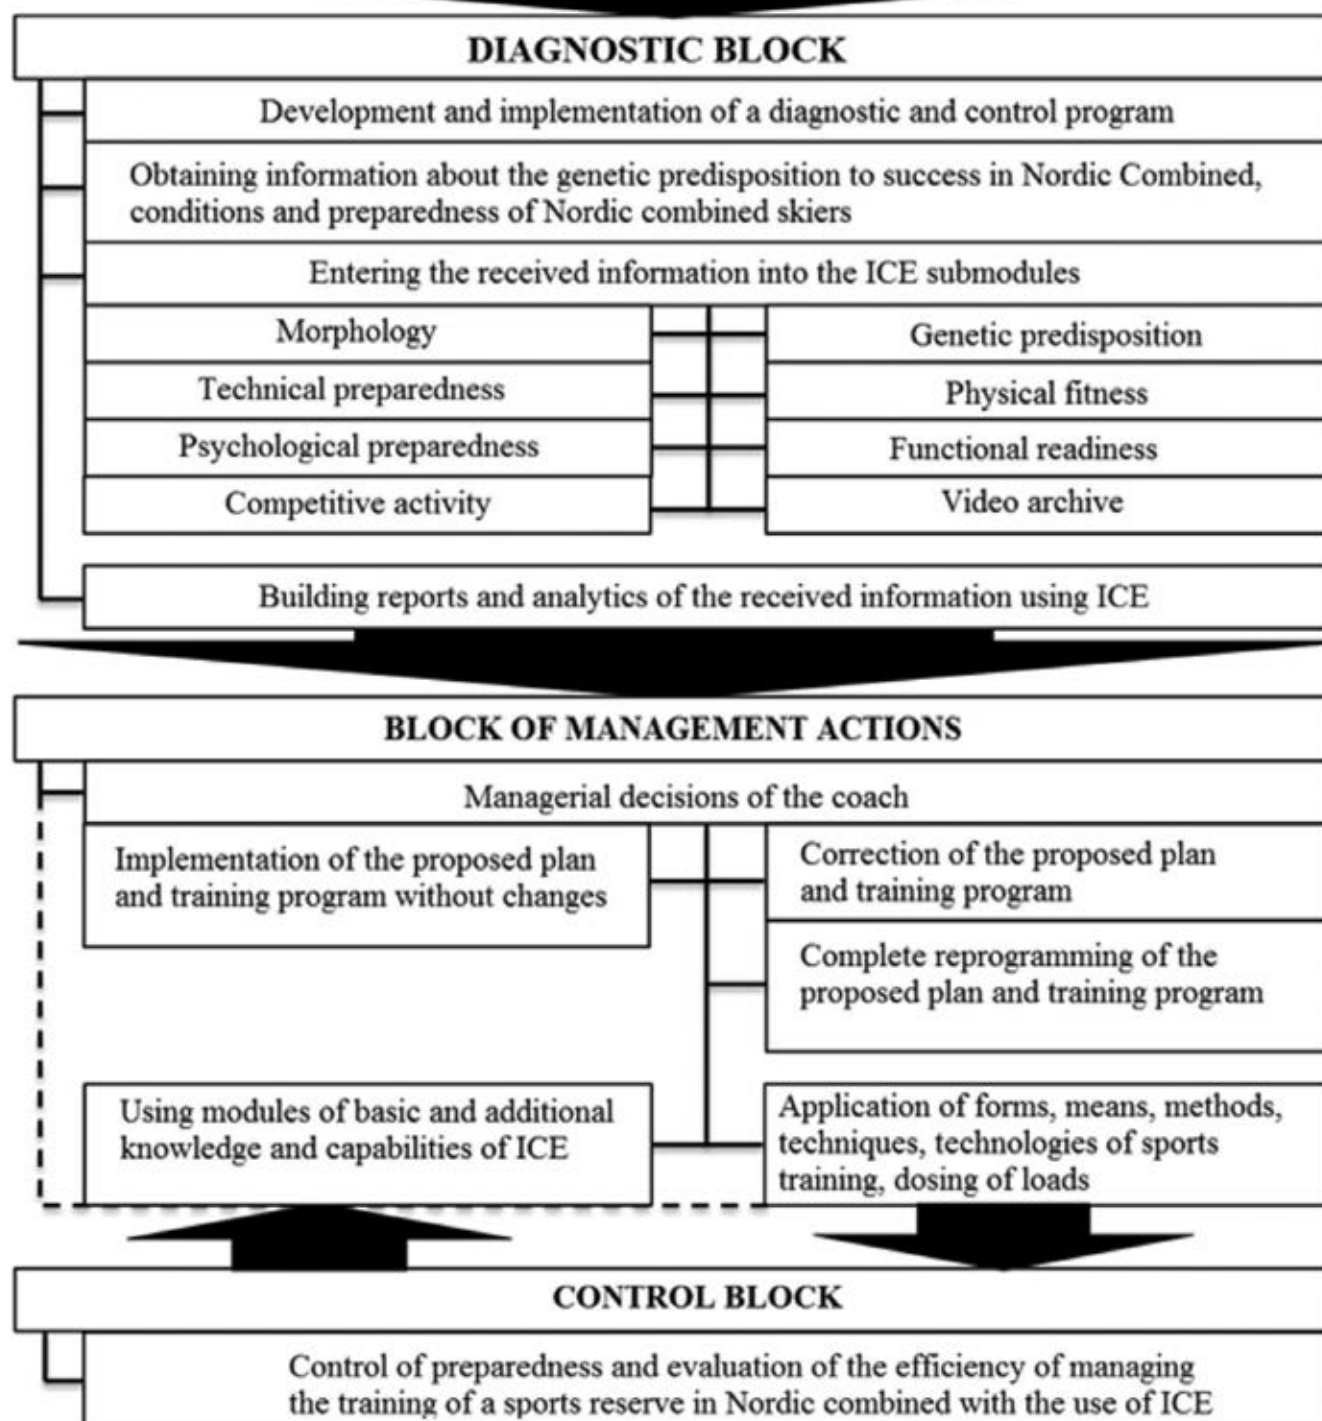 DIAGNOSTIC BLOCK
Development and implementation of a diagnostic and control program
Obtaining information about the genetic predisposition to success in Nordic Combined,
conditions and preparedness of Nordic combined skiers
Entering the received information into the ICE submodules
Morphology
Genetic predisposition
Technical preparedness
Physical fitness
Psychological preparedness
Functional readiness
Competitive activity
Video archive
Building reports and analytics of the received information using ICE
BLOCK OF MANAGEMENT ACTIONS
Managerial decisions of the coach
Implementation of the proposed plan
and training program without changes
Correction of the proposed plan
and training program
Complete reprogramming of the
proposed plan and training program
Using modules of basic and additional
knowledge and capabilities of ICE
Application of forms, means, methods,
techniques, technologies of sports
training, dosing of loads
CONTROL BLOCK
Control of preparedness and evaluation of the efficiency of managing
the training of a sports reserve in Nordic combined with the use of ICE